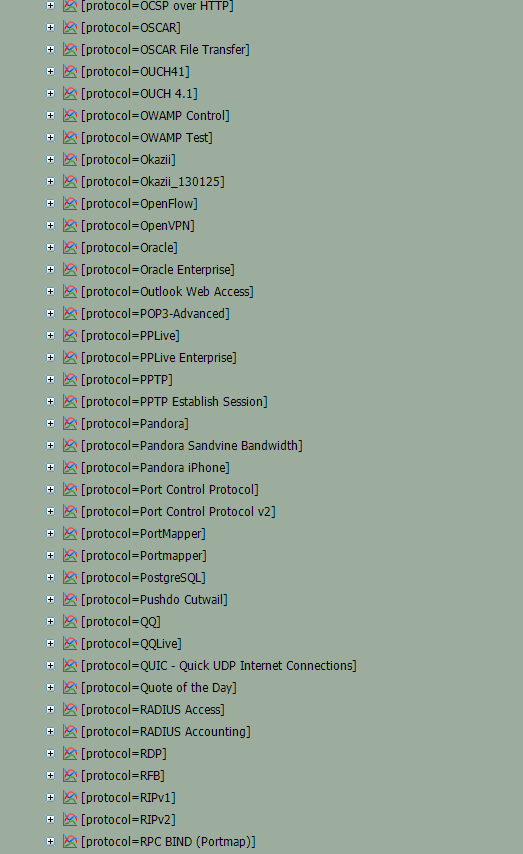 [protocol=OCSP over HTTP]
[protocol=OSCAR]
[protocol=OSCAR File Transfer]
[protocol=OUCH41]
[protocol=OUCH 4.1]
[protocol=OWAMP Control]
[protocol=OWAMP Test]
[protocol=Okazii]
[protocol=Okazii_130125]
[protocol=OpenFlow]
[protocol=OpenVPN]
[protocol=Oracle]
[protocol=Oracle Enterprise]
[protocol=Outlook Web Access]
[protocol=POP3-Advanced]
[protocol=PPLive]
[protocol=PPLive Enterprise]
[protocol=PPTP]
[protocol=PPTP Establish Session]
[protocol=Pandora]
[protocol=Pandora Sandvine Bandwidth]
[protocol=Pandora iPhone]
[protocol=Port Control Protocol]
[protocol=Port Control Protocol v2]
[protocol=PortMapper]
[protocol=Portmapper]
[protocol=PostgreSQL]
[protocol=Pushdo Cutwail]
[protocol=QQ]
[protocol=QQLive]
[protocol=QUIC - Quick UDP Internet Connections]
[protocol=Quote of the Day]
[protocol=RADIUS Access]
[protocol=RADIUS Accounting]
[protocol=RDP]
[protocol=RFB]
[protocol=RIPv1]
[protocol=RIPv2]
[protocol=RPC BIND (Portmap)]